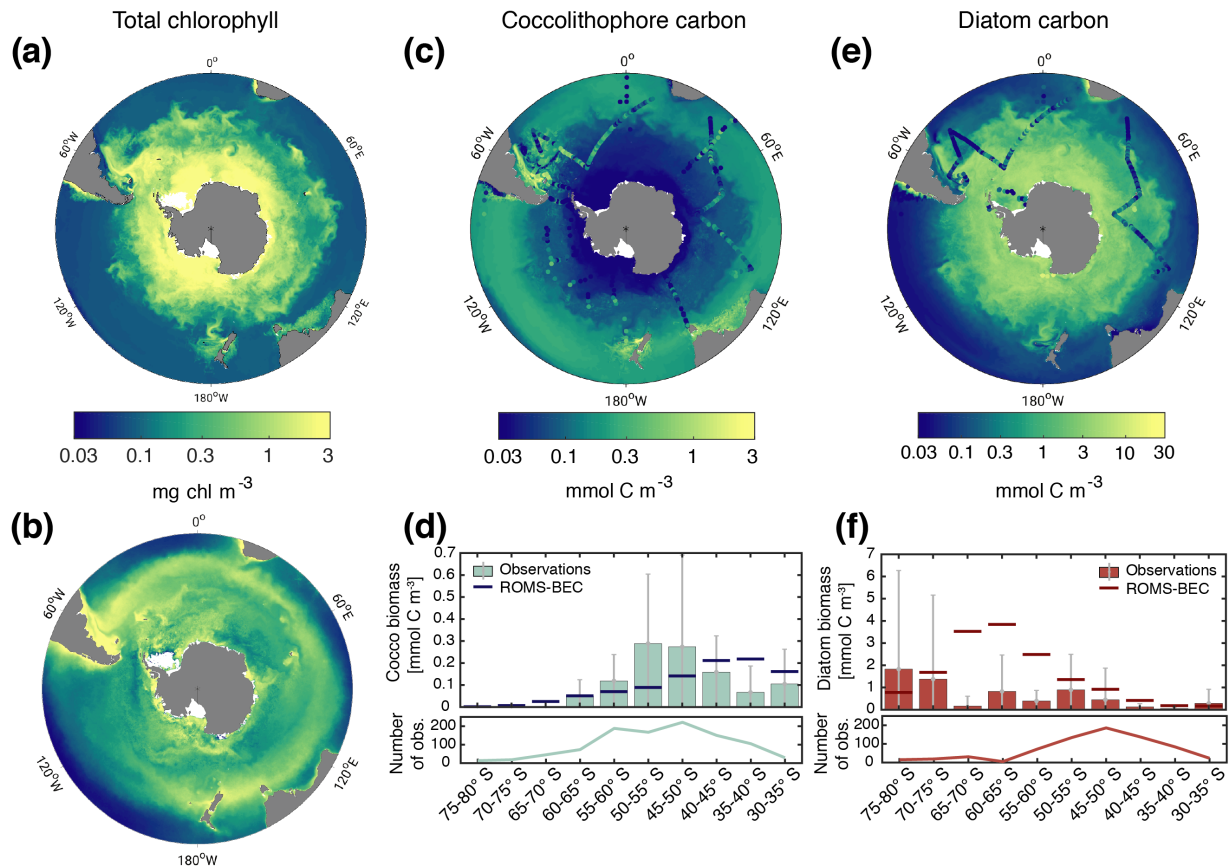 Total chlorophyll
Coccolithophore carbon
Diatom carbon
(a)
0°
60°W
60°E
120°W
120°E
180°W
0.03 0.1 0.3 1 3
mg chl m-3
(c)
0°
60°W
60°E
120°W
120°E
180°W
0.03 0.1 0.3 1 3
mmol C m-3
(e)
0°
60°W
60°E
120°W
120°E
180°W
0.03 0.1 0.3 1 3 10 30
mmol C m-3
(b)
0°
60°W
60°E
120°W
120°E
180°W
(d)
Cocco biomass
[mmol C m-3]
0.7
0.6
0.5
0.4
0.3
0.2
0.1
0
Observations
ROMS-BEC
Number
of obs.
200
100
0
75-80° S
70-75° S
65-70° S
60-65° S
55-60° S
50-55° S
45-50° S
40-45° S
35-40° S
30-35° S
(f)
Diatom biomass
[mmol C m-3]
7
6
5
4
3
2
1
0
Observations
ROMS-BEC
Number
of obs.
200
100
0
75-80° S
70-75° S
65-70° S
60-65° S
55-60° S
50-55° S
45-50° S
40-45° S
35-40° S
30-35° S